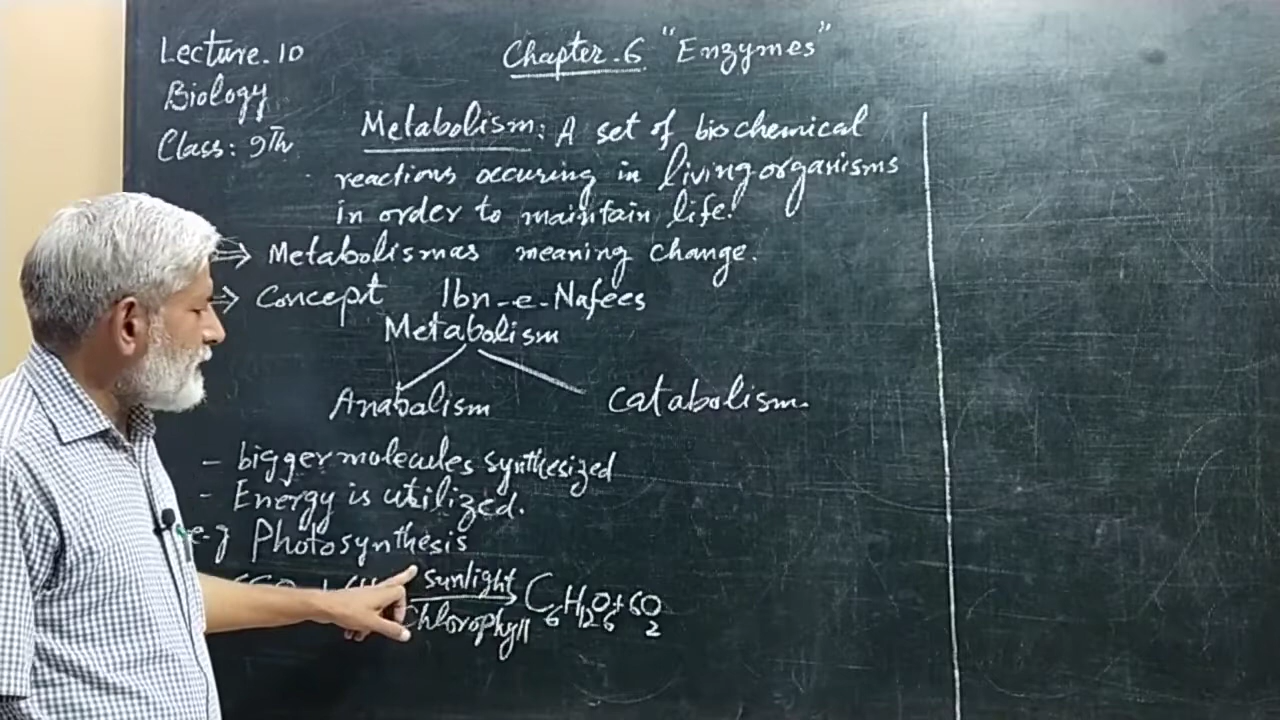 Lecture.10
Biology
Class: 9Th
Chapter.6 "Enzymes"
Metabolism: A set of biochemical
reactions occuring in living organisms
in order to maintain life.
⇒ Metabolismas meaning change.
⇒ Concept Ibn-e-Nafees
Metabolism
Anabalism
Catabolism.
- bigger molecules synthesized
- Energy is utilized.
e.g Photosynthesis
sunlight
Chlorophyll
C6H12O6+6O2